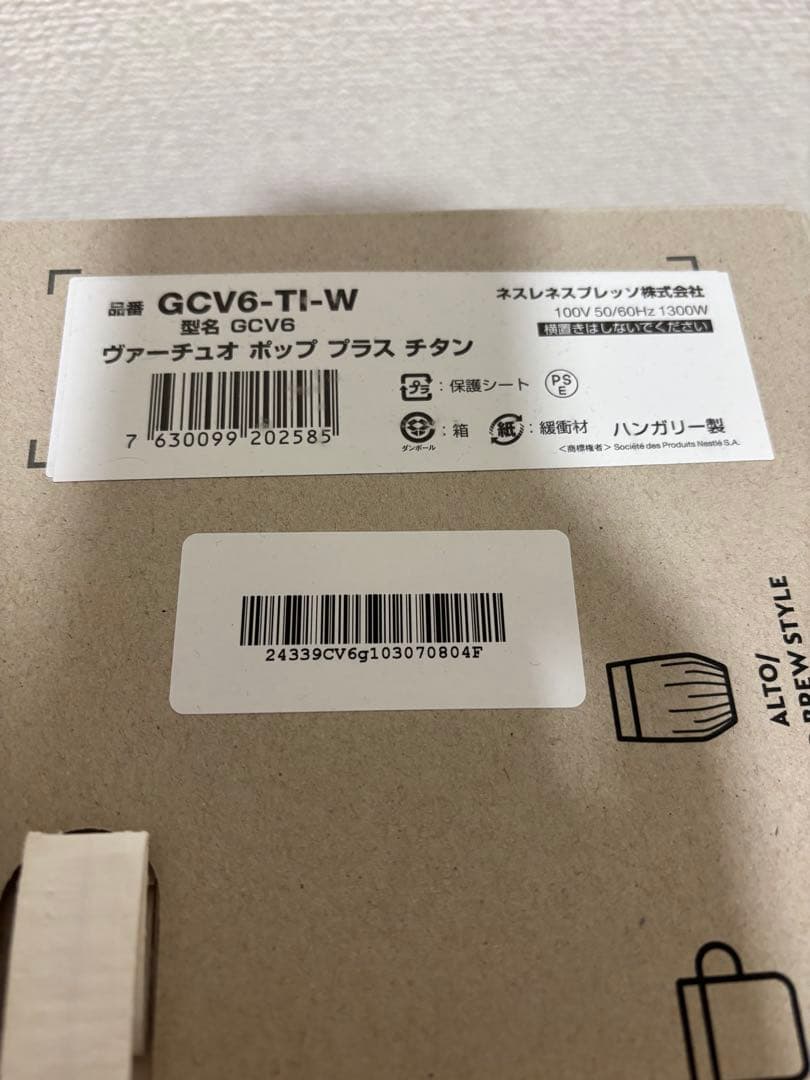 品番 GCV6-TI-W
型名 GCV6
ヴァーチュオ ポップ プラス チタン
7 630099 202585
ネスレネスプレッソ株式会社
100V 50/60Hz 1300W
横置きはしないでください
プラ : 保護シート PSE
ダンボール : 箱 紙 : 緩衝材 ハンガリー製
<商標権者> Société des Produits Nestlé S.A.
24339CV6g103070804F
ALTO/
BREW STYLE